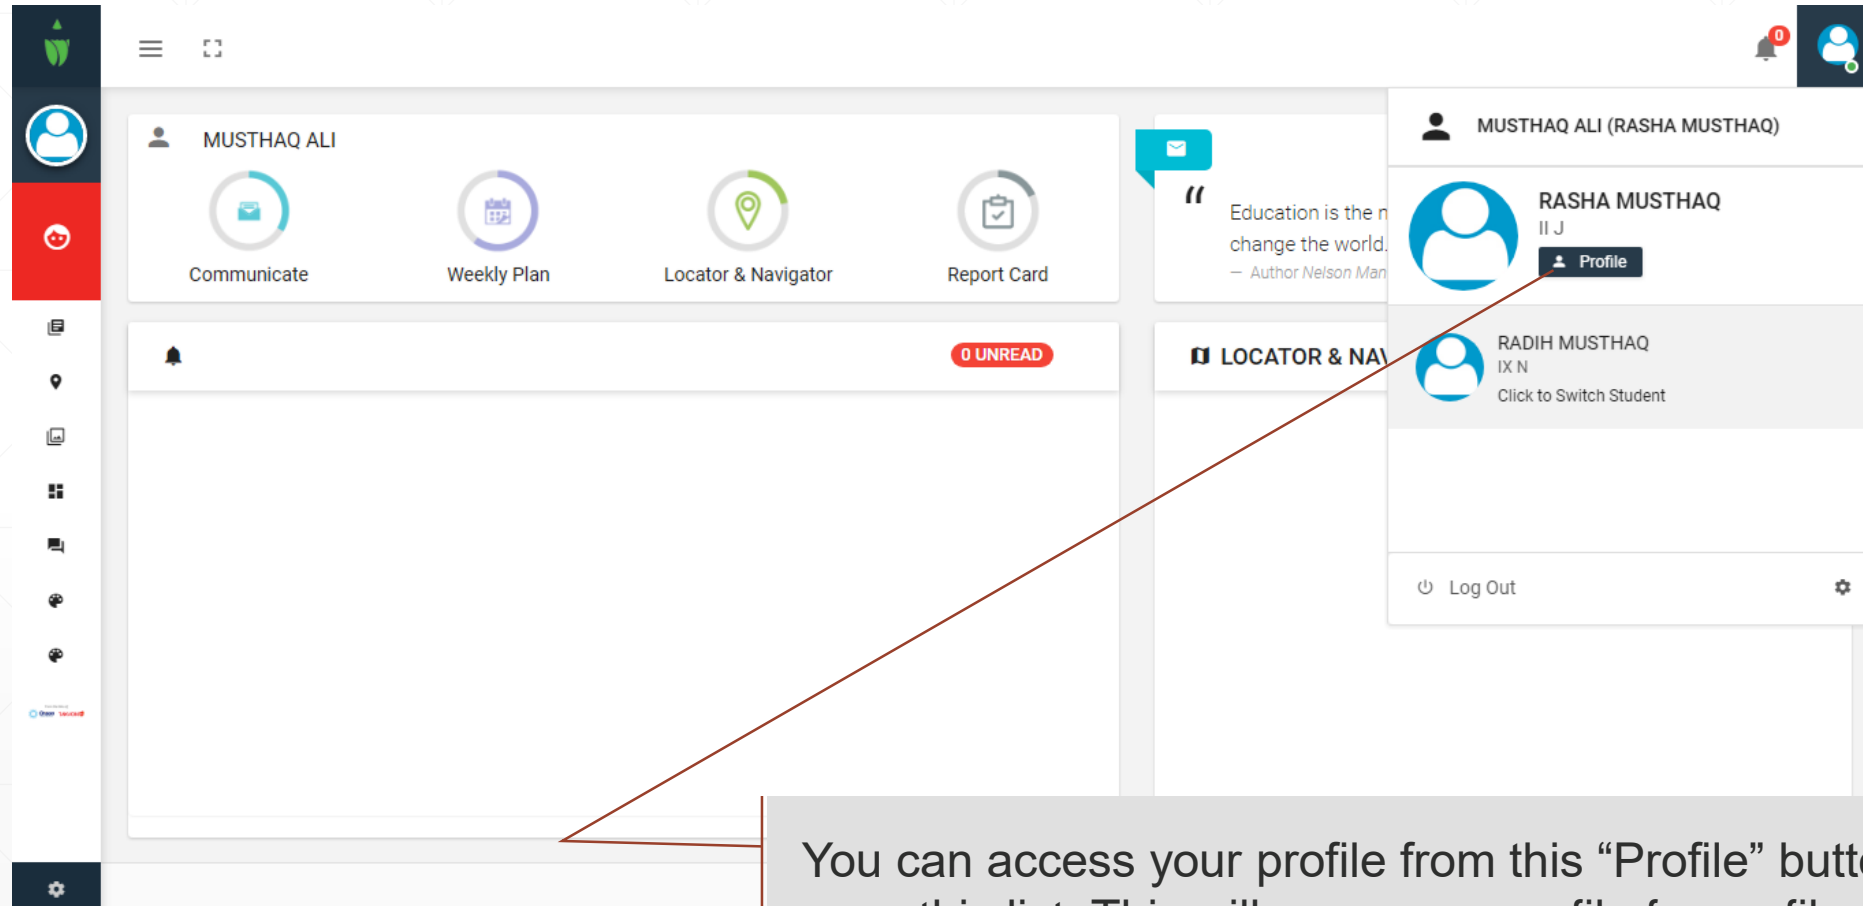 0
MUSTHAQ ALI
Communicate
Weekly Plan
Locator & Navigator
Report Card
“
Education is the
change the world.
— Author Nelson
MUSTHAQ ALI (RASHA MUSTHAQ)
RASHA MUSTHAQ
II J
Profile
RADIH MUSTHAQ
IX N
Click to Switch Student
Log Out
0 UNREAD
LOCATOR &
You can access your profile from this “Profile”